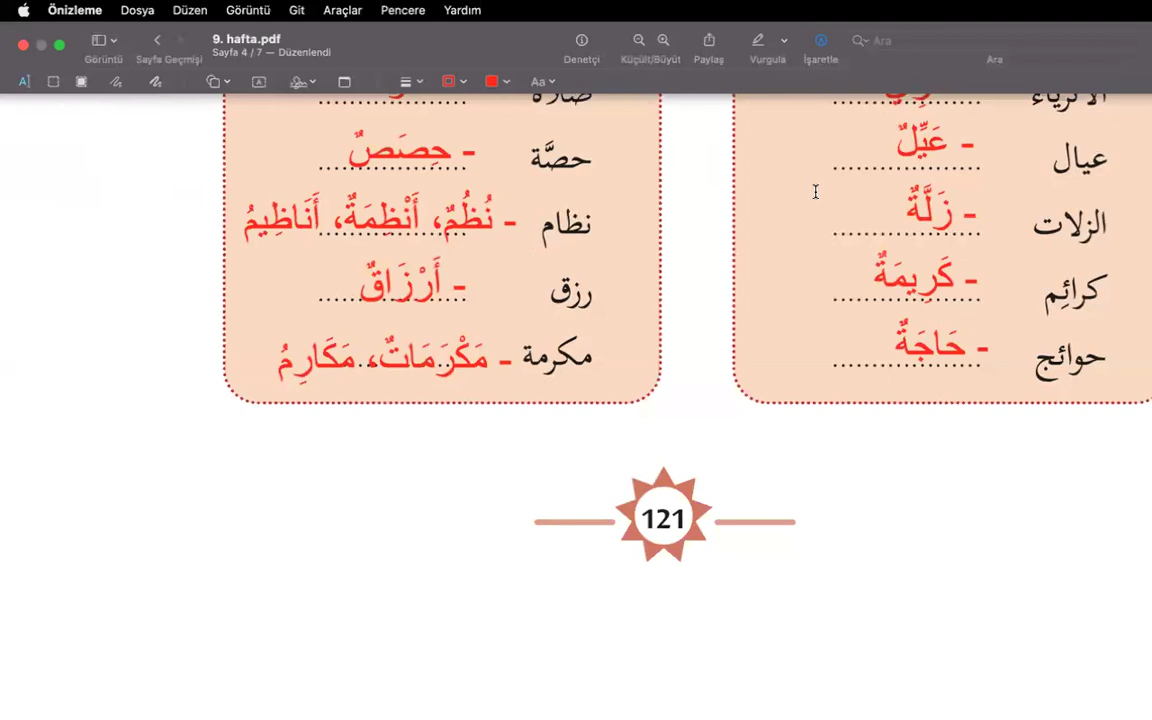 Önizleme Dosya Düzen Görüntü Git Araçlar Pencere Yardım
9. hafta.pdf
Sayfa 4 / 7 — Düzenlendi
Görüntü Sayfa Geçmişi Denetçi Küçült/Büyüt Paylaş Vurgula İşaretle Ara
Ara
A A Aa
عيال - عَيِّلٌ
الزلات - زَلَّةٌ
كرائِم - كَرِيمَةٌ
حوائج - حَاجَةٌ
حصَّة - حِصَصٌ
نظام - نُظُمٌ، أَنْظِمَةٌ، أَنَاظِيمُ
رزق - أَرْزَاقٌ
مكرمة - مَكْرَمَاتٌ، مَكَارِمُ
121